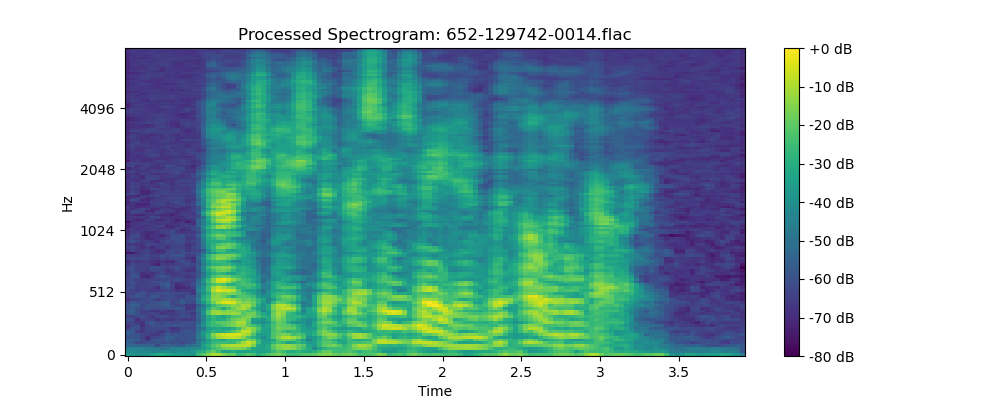 Processed Spectrogram: 652-129742-0014.flac
Hz
4096
2048
1024
512
0
0 0.5 1 1.5 2 2.5 3 3.5
Time
+0 dB
-10 dB
-20 dB
-30 dB
-40 dB
-50 dB
-60 dB
-70 dB
-80 dB